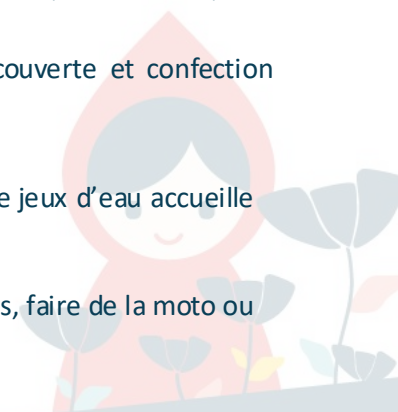 couverte et confection
e jeux d’eau accueille
s, faire de la moto ou